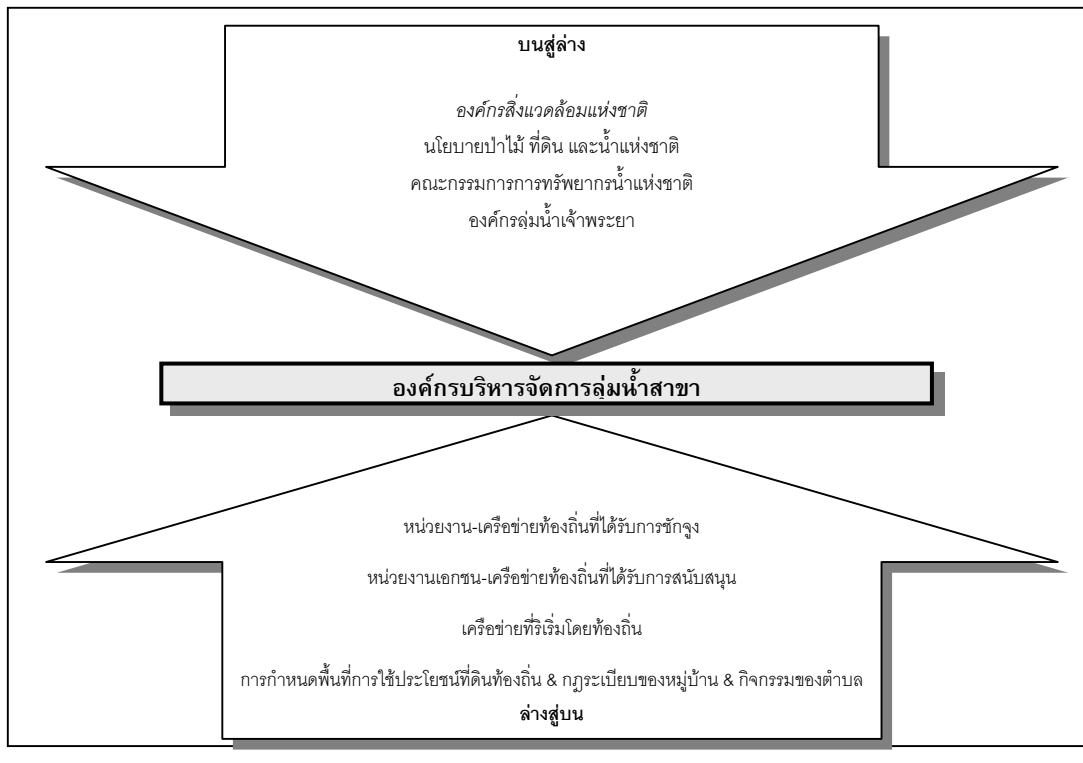 บนสู่ล่าง
องค์กรสิ่งแวดล้อมแห่งชาติ
นโยบายป่าไม้ ที่ดิน และน้ำแห่งชาติ
คณะกรรมการการทรัพยากรน้ำแห่งชาติ
องค์กรลุ่มน้ำเจ้าพระยา
องค์กรบริหารจัดการลุ่มน้ำสาขา
หน่วยงาน-เครือข่ายท้องถิ่นที่ได้รับการชักจูง
หน่วยงานเอกชน-เครือข่ายท้องถิ่นที่ได้รับการสนับสนุน
เครือข่ายที่ริเริ่มโดยท้องถิ่น
การกำหนดพื้นที่การใช้ประโยชน์ที่ดินท้องถิ่น & กฎระเบียบของหมู่บ้าน & กิจกรรมของตำบล
ล่างสู่บน